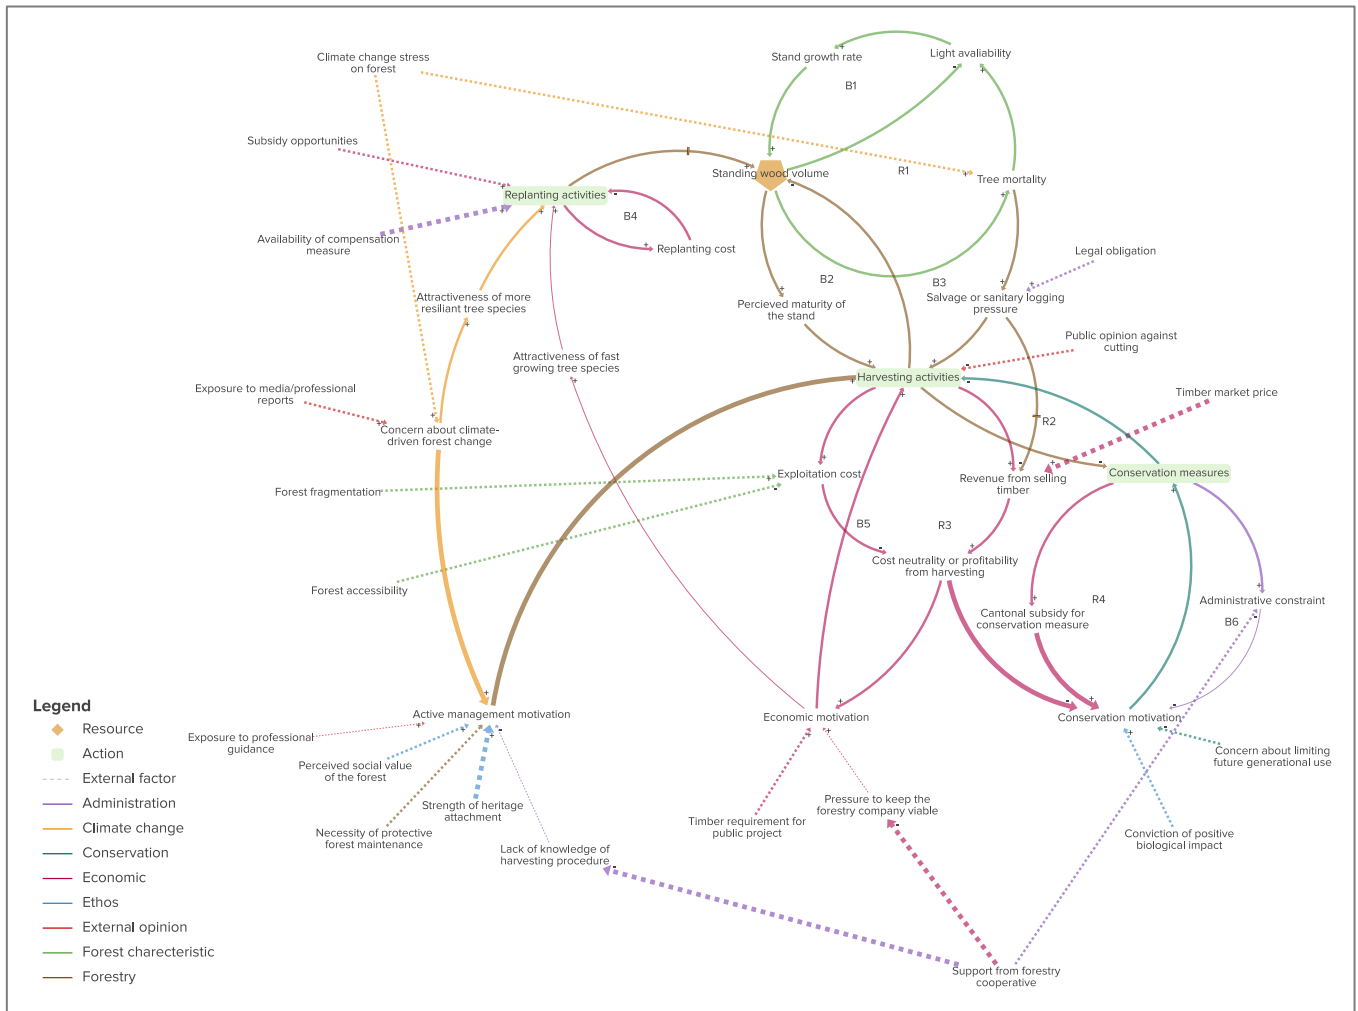 Climate change stress
on forest
Stand growth rate
Light avaliability
B1
Subsidy opportunities
Standing wood volume
R1
Tree mortality
Replanting activities
B4
Availability of compensation
measure
Replanting cost
Legal obligation
B2
B3
Attractiveness of more
resiliant tree species
Percieved maturity of
the stand
Salvage or sanitary logging
pressure
Public opinion against
cutting
Attractiveness of fast
growing tree species
Harvesting activities
Exposure to media/professional
reports
Timber market price
R2
Concern about climate-
driven forest change
Exploitation cost
Revenue from selling
timber
Conservation measures
Forest fragmentation
B5
R3
Cost neutrality or profitability
from harvesting
Forest accessibility
Cantonal subsidy for
conservation measure
R4
Administrative constraint
B6
Active management motivation
Economic motivation
Conservation motivation
Exposure to professional
guidance
Perceived social value
of the forest
Concern about limiting
future generational use
Strength of heritage
attachment
Pressure to keep the
forestry company viable
Necessity of protective
forest maintenance
Timber requirement for
public project
Conviction of positive
biological impact
Lack of knowledge of
harvesting procedure
Support from forestry
cooperative
Legend
Resource
Action
External factor
Administration
Climate change
Conservation
Economic
Ethos
External opinion
Forest charecteristic
Forestry